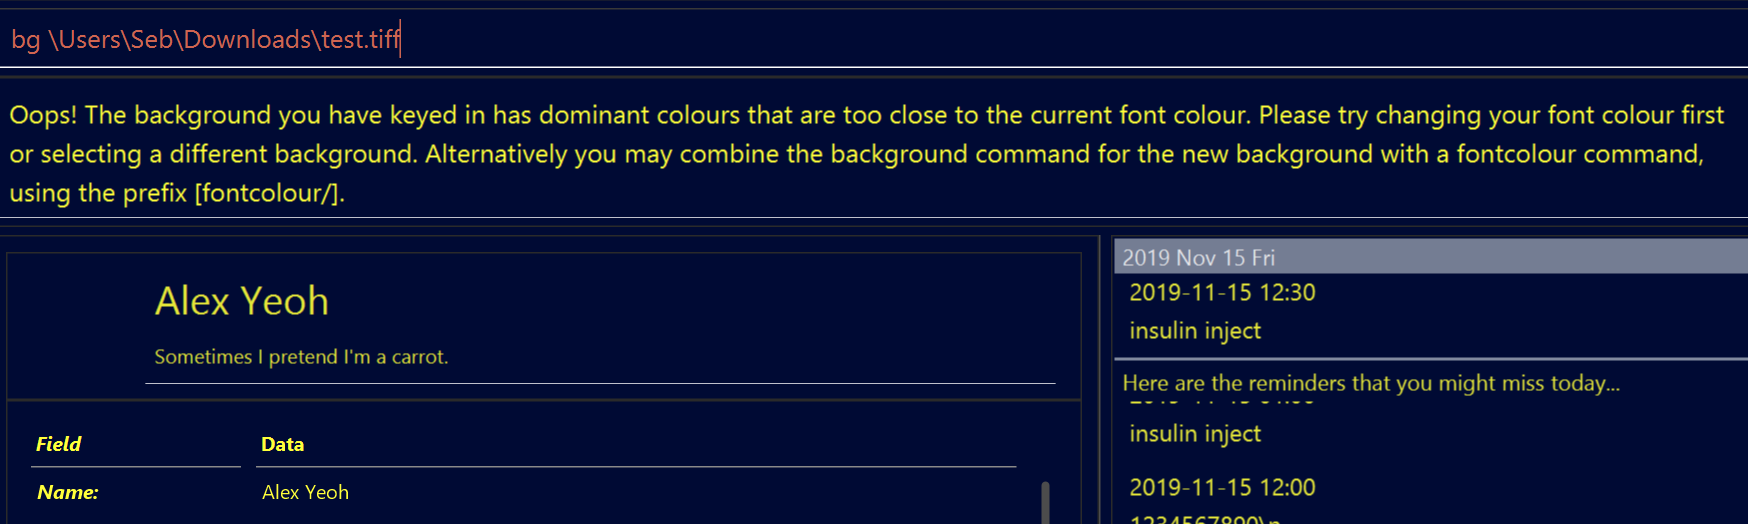 bg \Users\Seb\Downloads\test.tiff
Oops! The background you have keyed in has dominant colours that are too close to the current font colour. Please try changing your font colour first
or selecting a different background. Alternatively you may combine the background command for the new background with a fontcolour command,
using the prefix [fontcolour/].
Alex Yeoh
Sometimes I pretend I'm a carrot.
Field Data
Name: Alex Yeoh
2019 Nov 15 Fri
2019-11-15 12:30
insulin inject
Here are the reminders that you might miss today...
insulin inject
2019-11-15 12:00